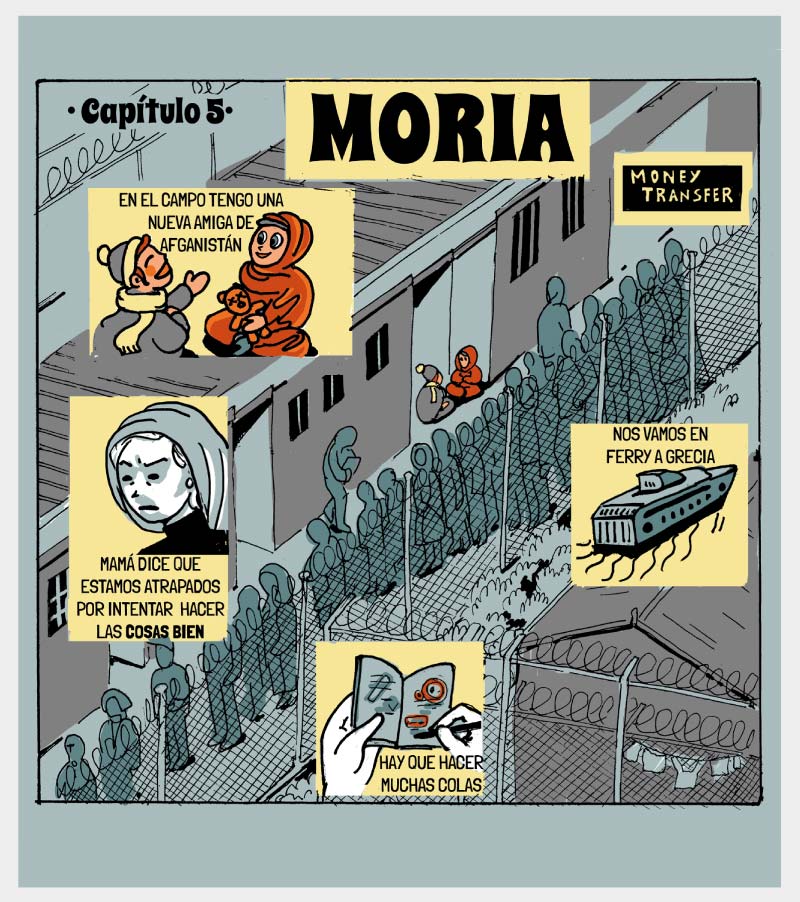 • Capítulo 5•
MORIA
MONEY
TRANSFER
EN EL CAMPO TENGO UNA
NUEVA AMIGA DE
AFGANISTÁN
NOS VAMOS EN
FERRY A GRECIA
MAMÁ DICE QUE
ESTAMOS ATRAPADOS
POR INTENTAR HACER
LAS COSAS BIEN
HAY QUE HACER
MUCHAS COLAS